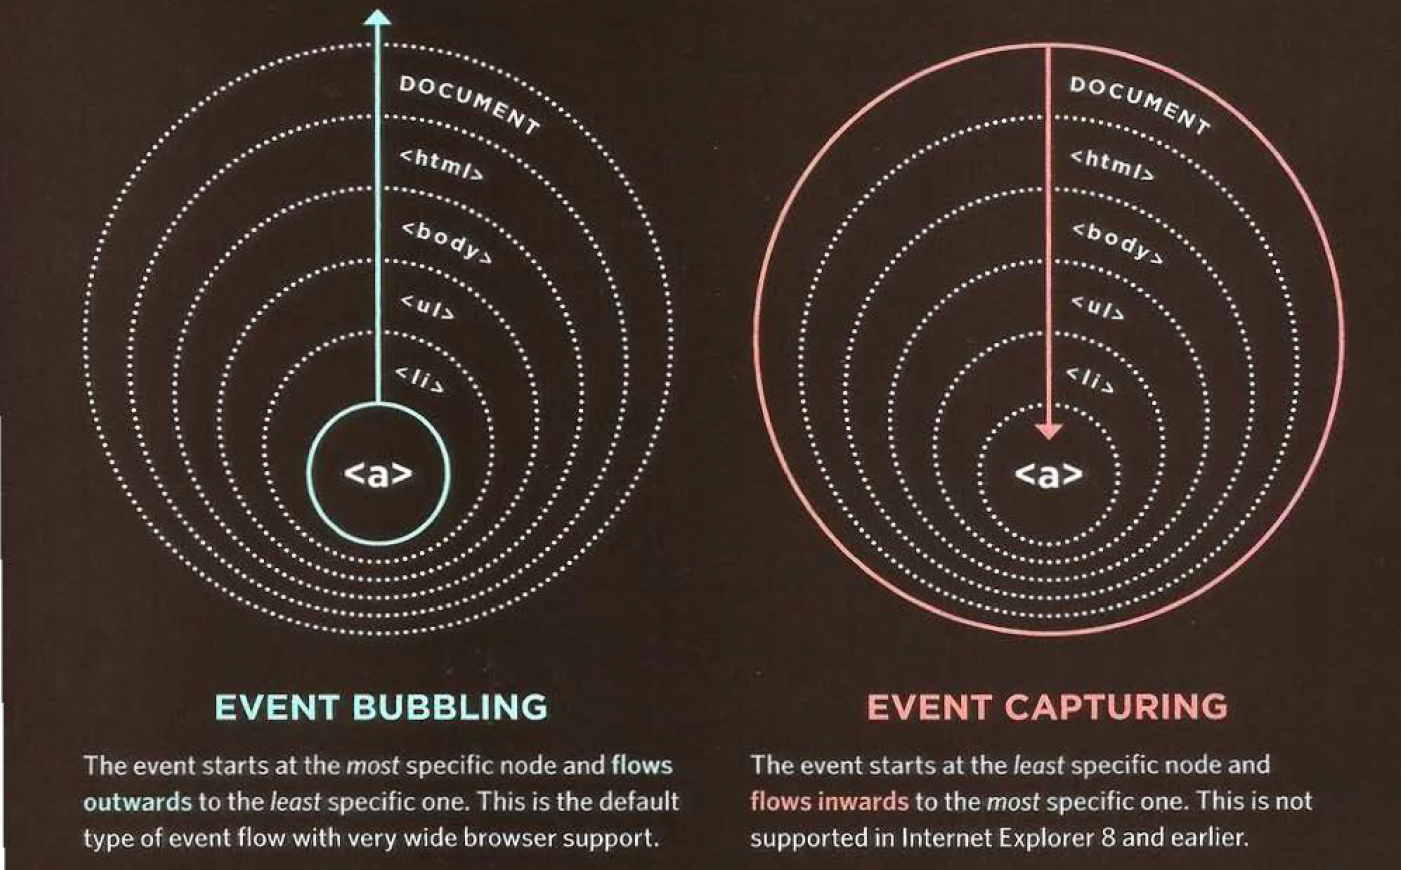 DOCUMENT
<html>
<body>
<ul>
<li>
<a>
EVENT BUBBLING
The event starts at the most specific node and flows
outwards to the least specific one. This is the default
type of event flow with very wide browser support.
DOCUMENT
<html>
<body>
<ul>
<li>
<a>
EVENT CAPTURING
The event starts at the least specific node and
flows inwards to the most specific one. This is not
supported in Internet Explorer 8 and earlier.